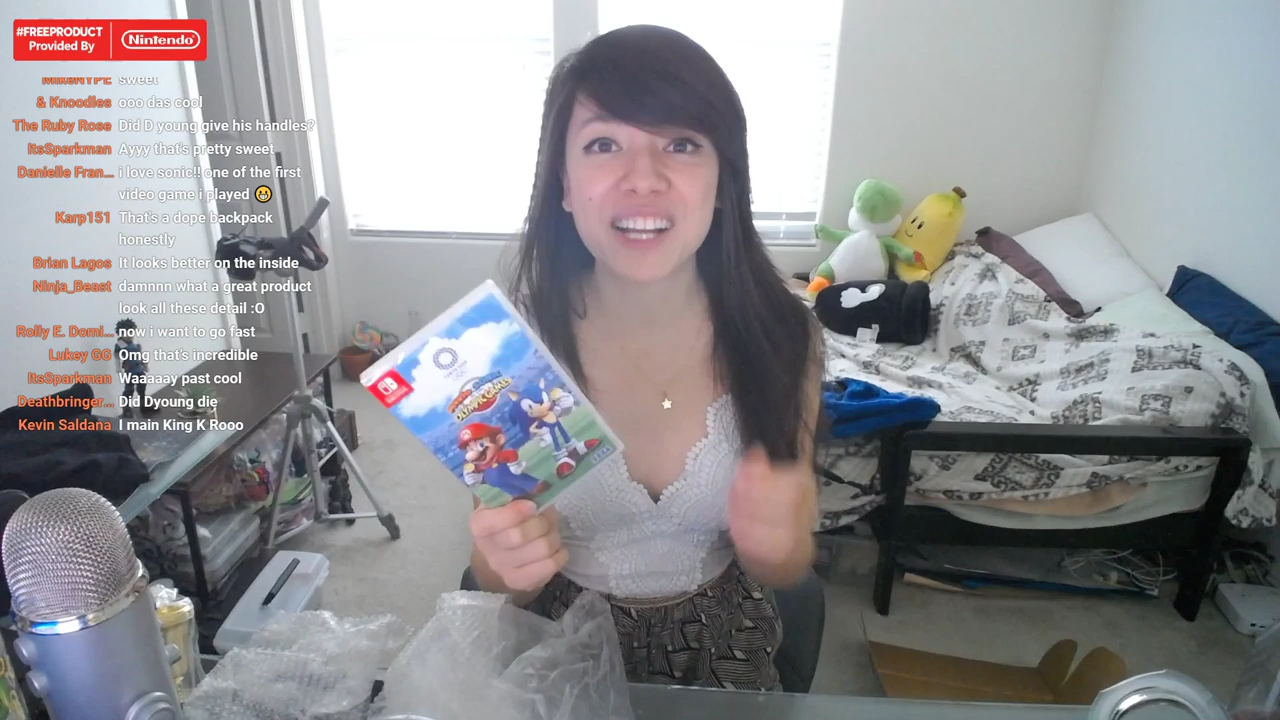 #FREEPRODUCT
Provided By
Nintendo
MikeNYPE sweet
& Knoodles ooo das cool
The Ruby Rose Did D young give his handles?
ItsSparkman Ayyy that's pretty sweet
Danielle Fran... i love sonic!! one of the first
video game i played 😀
Karp151 That's a dope backpack
honestly
Brian Lagos It looks better on the inside
Ninja_Beast damnnn what a great product
look all these detail :O
Rolly E. Domi... now i want to go fast
Lukey GG Omg that's incredible
ItsSparkman Waaaay past cool
Deathbringer... Did Dyoung die
Kevin Saldana I main King K Rooo
OLYMPIC GAMES
SEGA